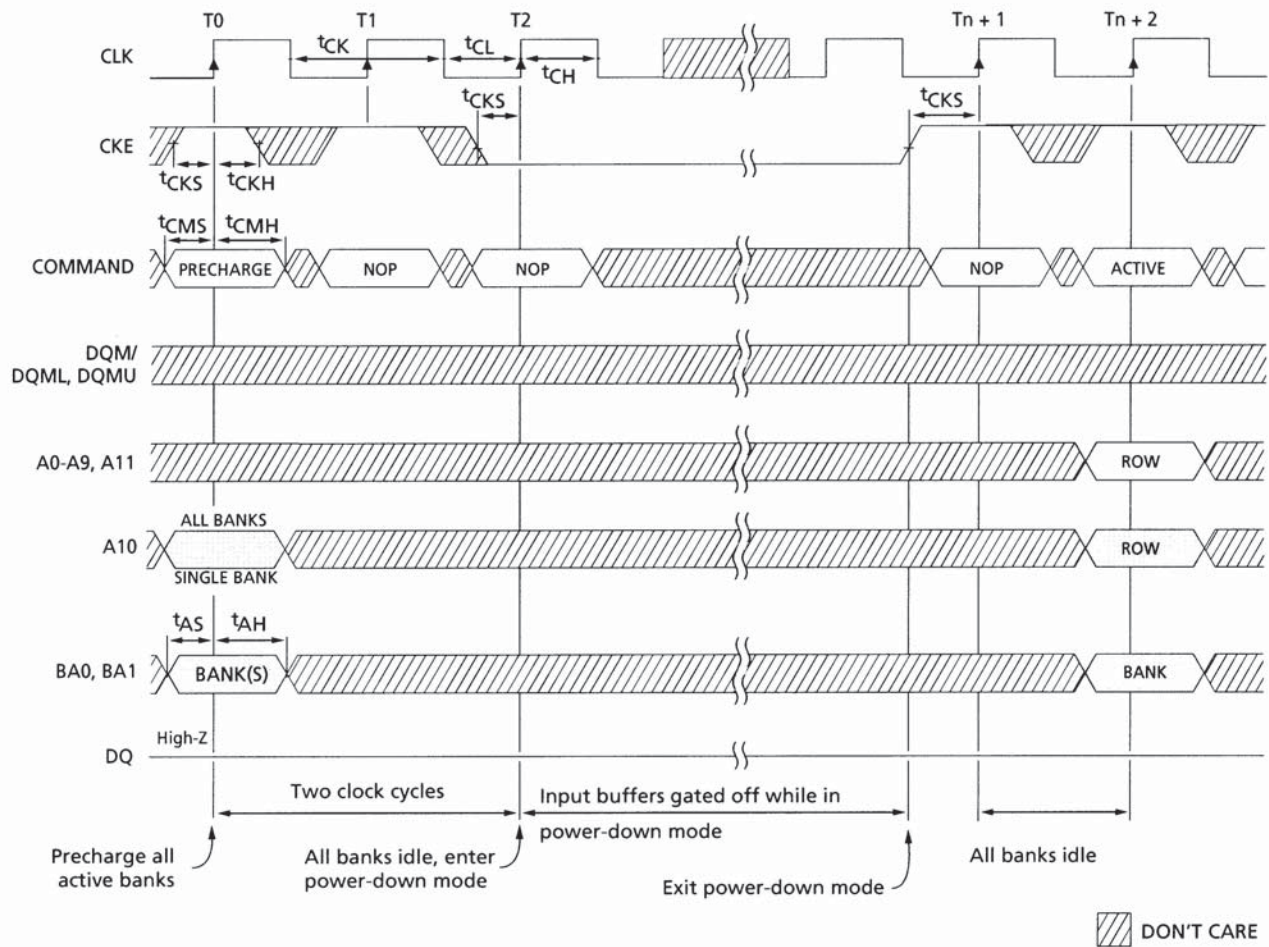 T0 T1 T2 Tn + 1 Tn + 2
CLK
tCK tCL
tCH
tCKS tCKS
CKE
tCKS tCKH
tCMS tCMH
COMMAND PRECHARGE NOP NOP NOP ACTIVE
DQM/
DQML, DQMU
A0-A9, A11 ROW
ALL BANKS
A10 ROW
SINGLE BANK
tAS tAH
BA0, BA1 BANK(S) BANK
High-Z
DQ
Two clock cycles
Input buffers gated off while in
power-down mode
Precharge all
active banks
All banks idle, enter
power-down mode
Exit power-down mode
All banks idle
DON'T CARE